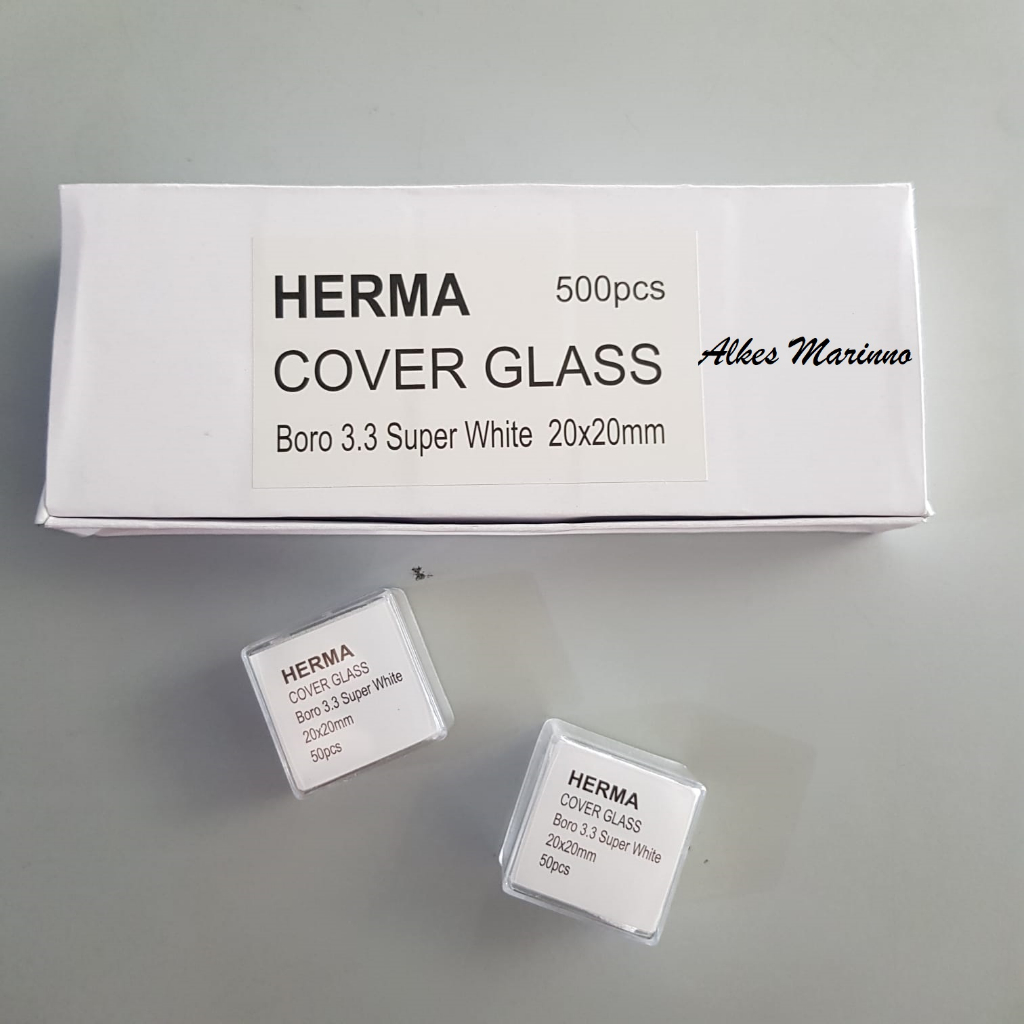 HERMA 500pcs
COVER GLASS
Boro 3.3 Super White 20x20mm
Alkes Marinno
HERMA
COVER GLASS
Boro 3.3 Super White
20x20mm
50pcs
HERMA
COVER GLASS
Boro 3.3 Super White
20x20mm
50pcs